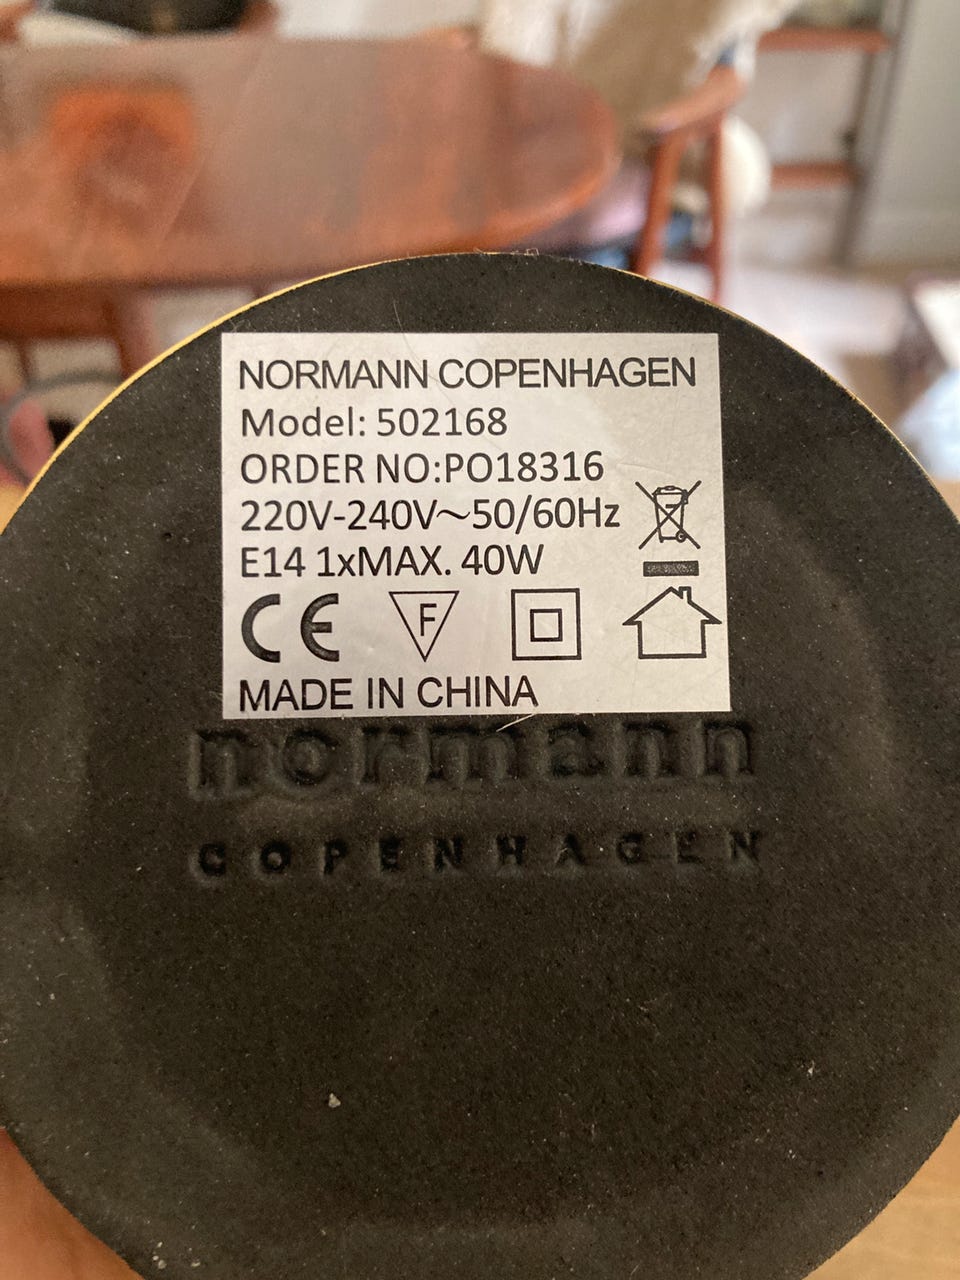 NORMANN COPENHAGEN
Model: 502168
ORDER NO:PO18316
220V-240V~50/60Hz
E14 1xMAX. 40W
CE F
MADE IN CHINA
normann
COPENHAGEN